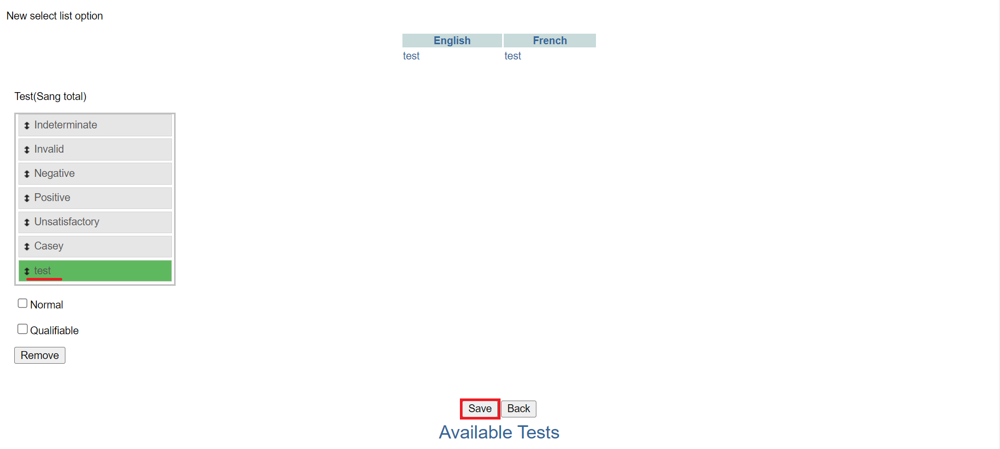 New select list option
English French
test test
Test(Sang total)
Indeterminate
Invalid
Negative
Positive
Unsatisfactory
Casey
test
Normal
Qualifiable
Remove
Save Back
Available Tests